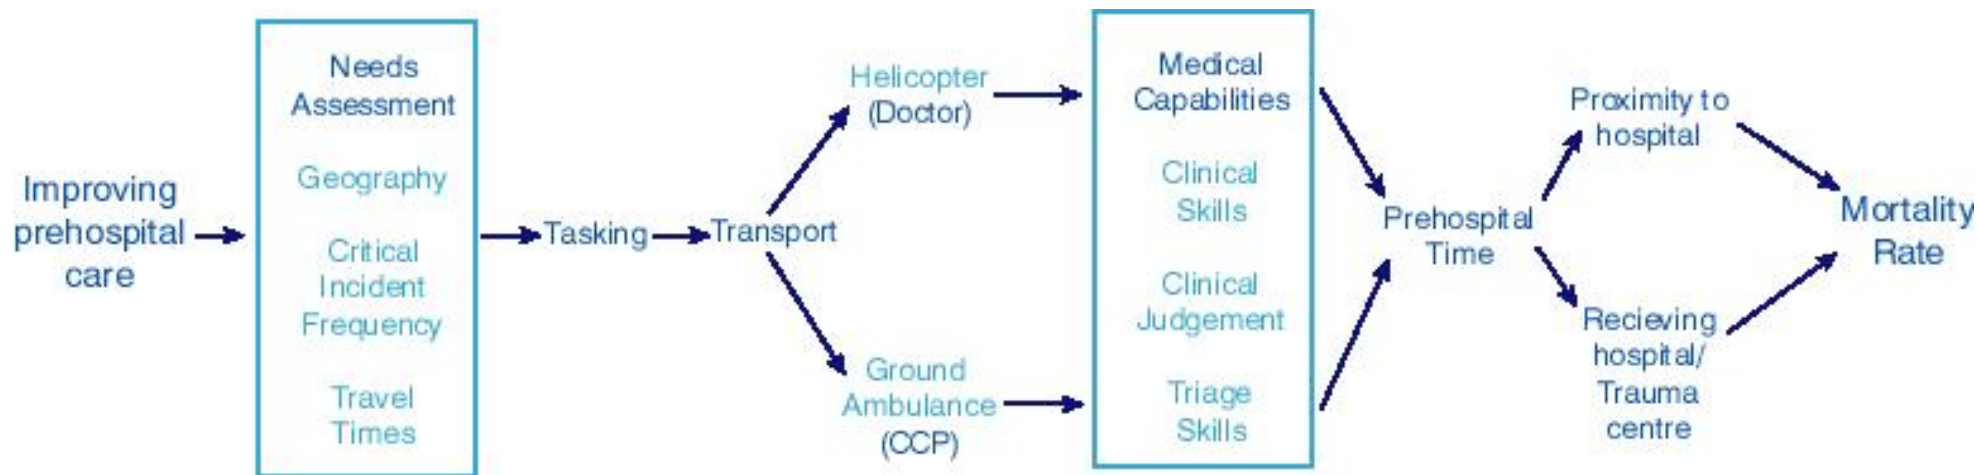 Improving
prehospital
care
Needs
Assessment
Geography
Critical
Incident
Frequency
Travel
Times
Tasking
Transport
Helicopter
(Doctor)
Ground
Ambulance
(CCP)
Medical
Capabilities
Clinical
Skills
Clinical
Judgement
Triage
Skills
Prehospital
Time
Proximity to
hospital
Recieving
hospital/
Trauma
centre
Mortality
Rate